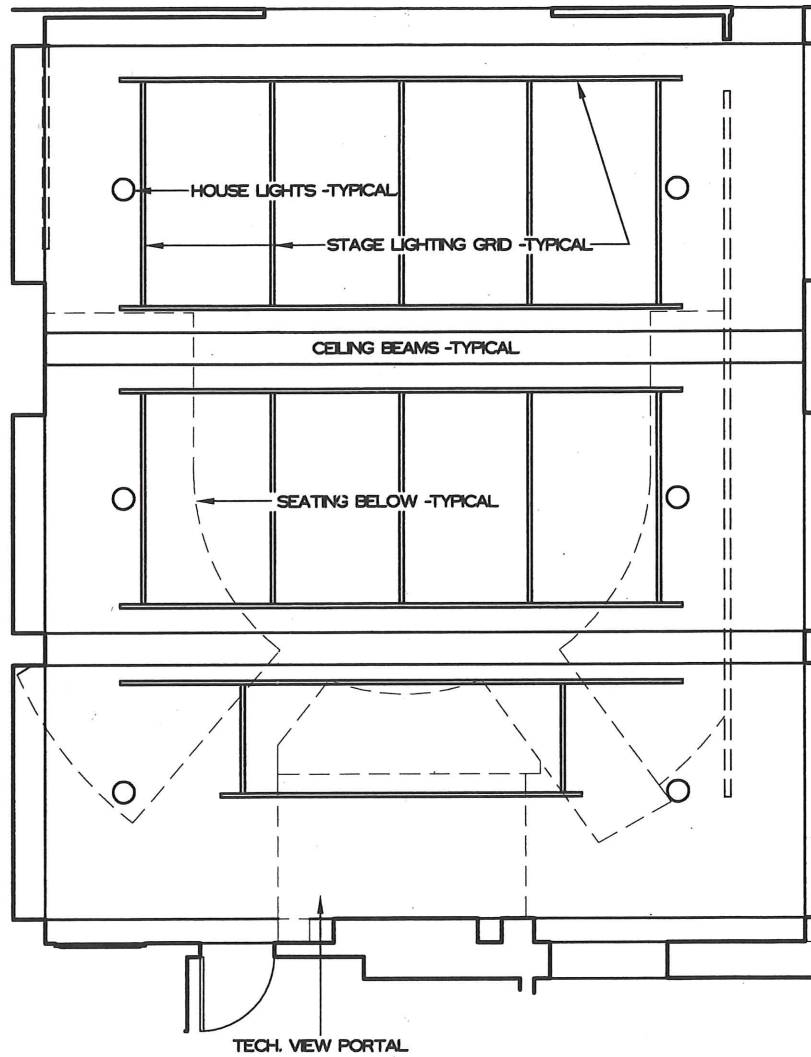 HOUSE LIGHTS -TYPICAL
STAGE LIGHTING GRID -TYPICAL
CEILING BEAMS -TYPICAL
SEATING BELOW -TYPICAL
TECH. VIEW PORTAL